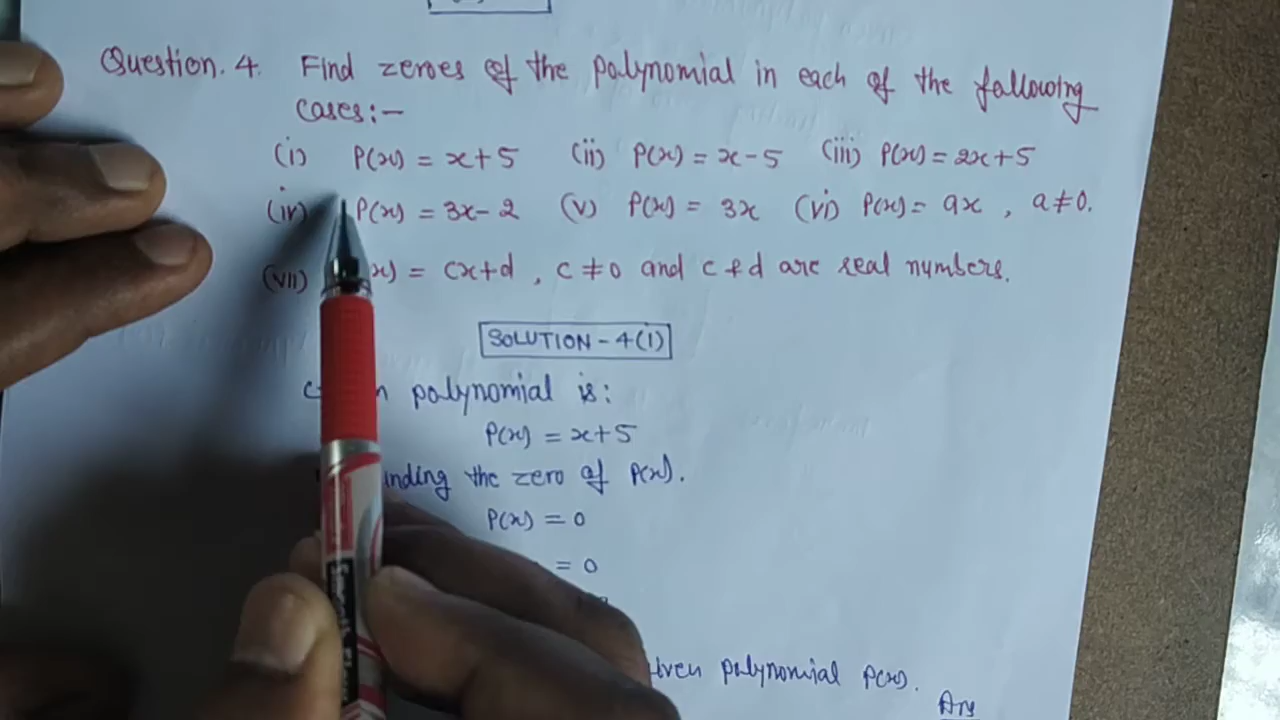 Question. 4. Find zeroes of the polynomial in each of the following
cases:-
(i) P(x) = x+5 (ii) P(x) = x-5 (iii) P(x) = 2x+5
(iv) P(x) = 3x-2 (v) P(x) = 3x (vi) P(x) = ax , a≠0.
(vii) x) = cx+d , c≠0 and c & d are real numbers.
SOLUTION-4(i)
polynomial is:
P(x) = x+5
inding the zero of P(x).
P(x) = 0
= 0
given polynomial P(x).
Ans